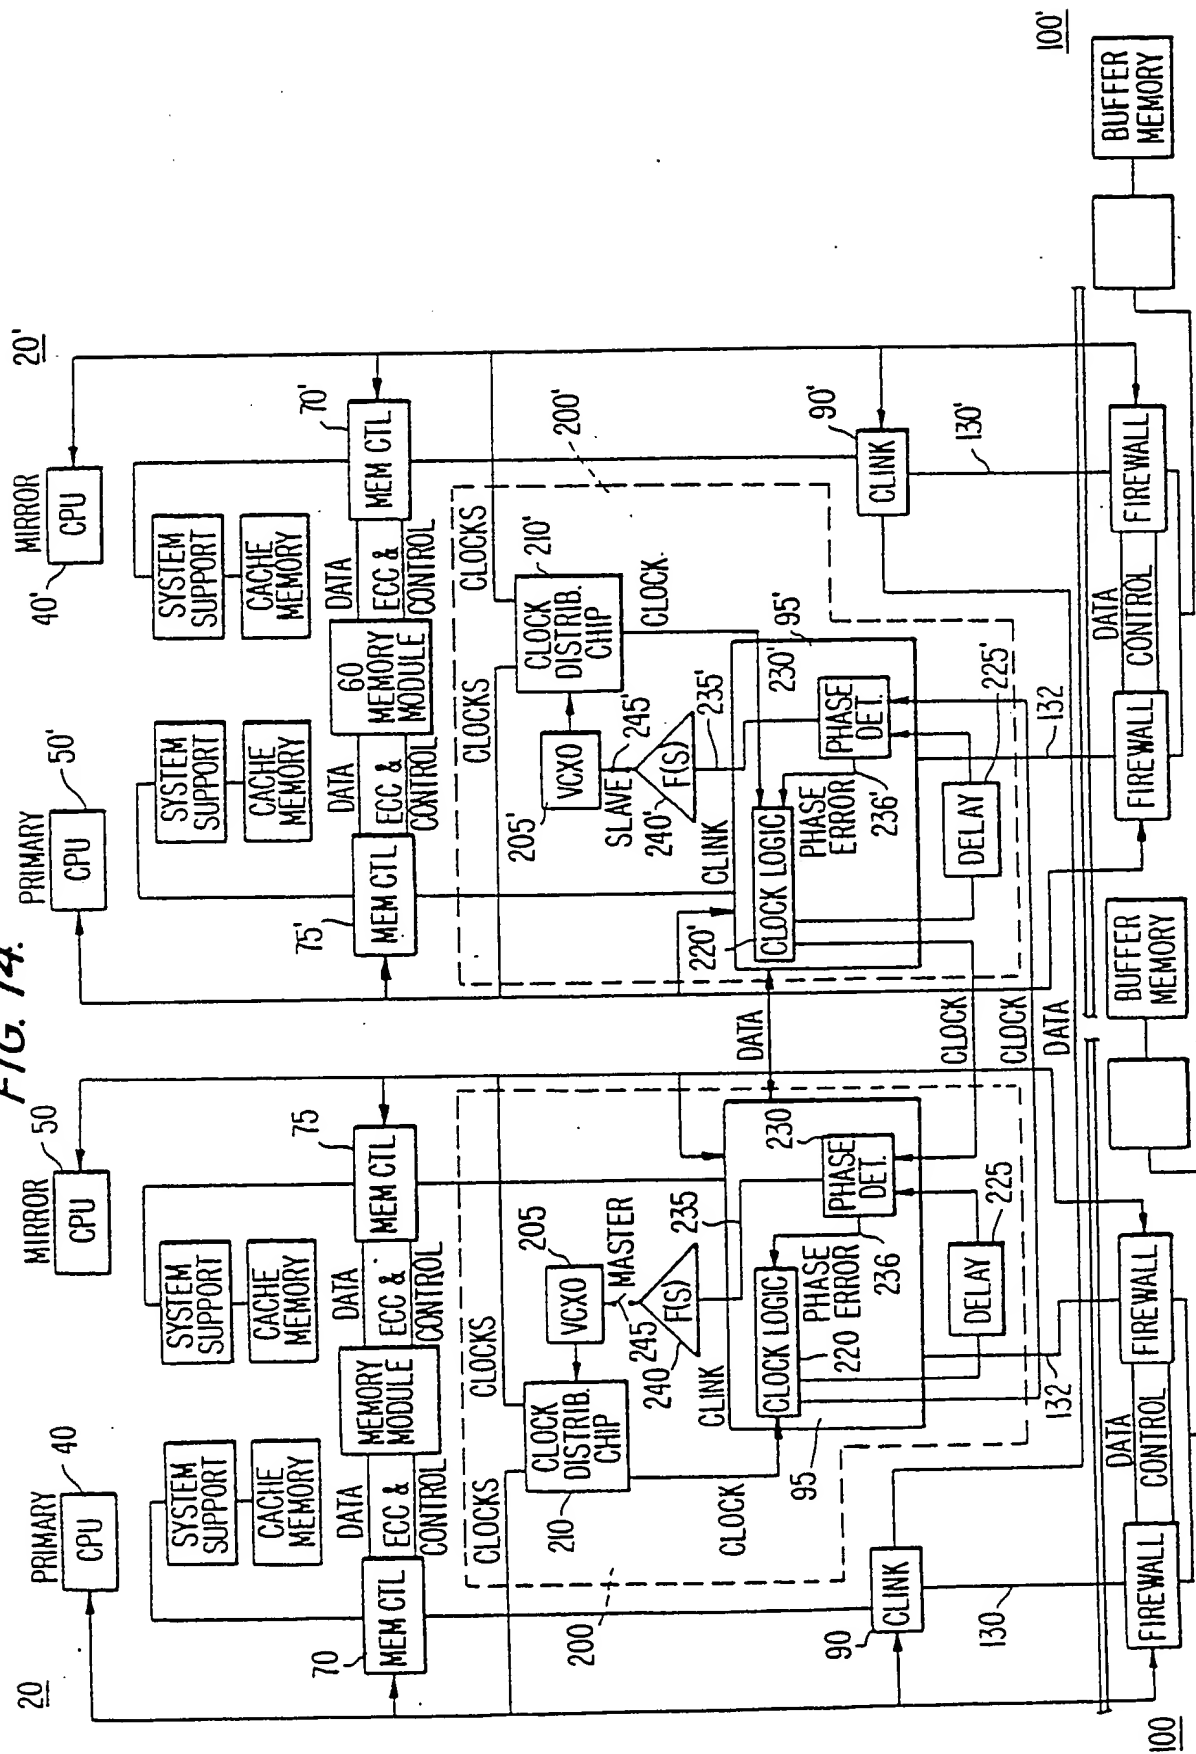 FIG. 14.
20
PRIMARY
40
CPU
MIRROR
50
CPU
SYSTEM
SUPPORT
CACHE
MEMORY
SYSTEM
SUPPORT
CACHE
MEMORY
70
MEM CTL
DATA
ECC &
CONTROL
MEMORY
MODULE
DATA
ECC &
CONTROL
75
MEM CTL
CLOCKS
CLOCKS
200
210
CLOCK
DISTRIB.
CHIP
VCXO
205
245
MASTER
240
F(S)
235
CLINK
CLOCK
95
CLOCK LOGIC
220
PHASE
ERROR
236
PHASE
DET.
230
DELAY
225
90
CLINK
130
132
100
FIREWALL
DATA
CONTROL
FIREWALL
BUFFER
MEMORY
DATA
CLOCK
CLOCK
DATA
20'
PRIMARY
50'
CPU
MIRROR
40'
CPU
SYSTEM
SUPPORT
CACHE
MEMORY
SYSTEM
SUPPORT
CACHE
MEMORY
75'
MEM CTL
DATA
ECC &
CONTROL
60
MEMORY
MODULE
DATA
ECC &
CONTROL
70'
MEM CTL
CLOCKS
CLOCKS
200'
205'
VCXO
CLOCK
DISTRIB.
CHIP
210'
SLAVE
245'
240'
F(S)
235'
CLINK
CLOCK
95'
220'
CLOCK LOGIC
PHASE
ERROR
236'
PHASE
DET.
230'
DELAY
225'
90'
CLINK
130'
132
FIREWALL
DATA
CONTROL
FIREWALL
100'
BUFFER
MEMORY